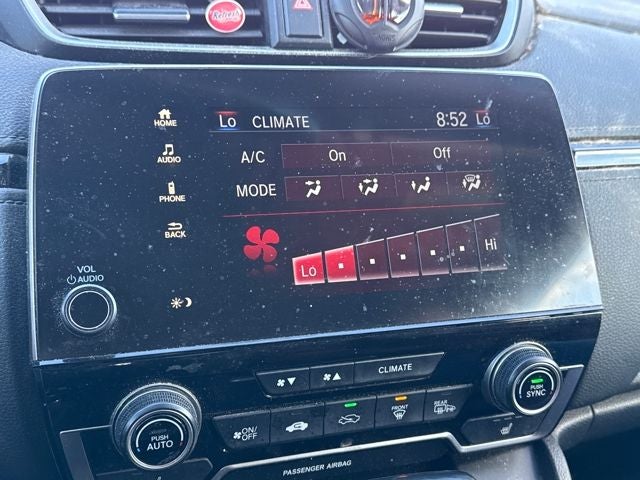 Kolsch
Lo CLIMATE 8:52 Lo
HOME
A/C On Off
AUDIO
MODE
PHONE
BACK
Lo Hi
VOL
AUDIO
CLIMATE
PUSH
SYNC
ON/
OFF
FRONT
REAR
PUSH
AUTO
PASSENGER AIRBAG